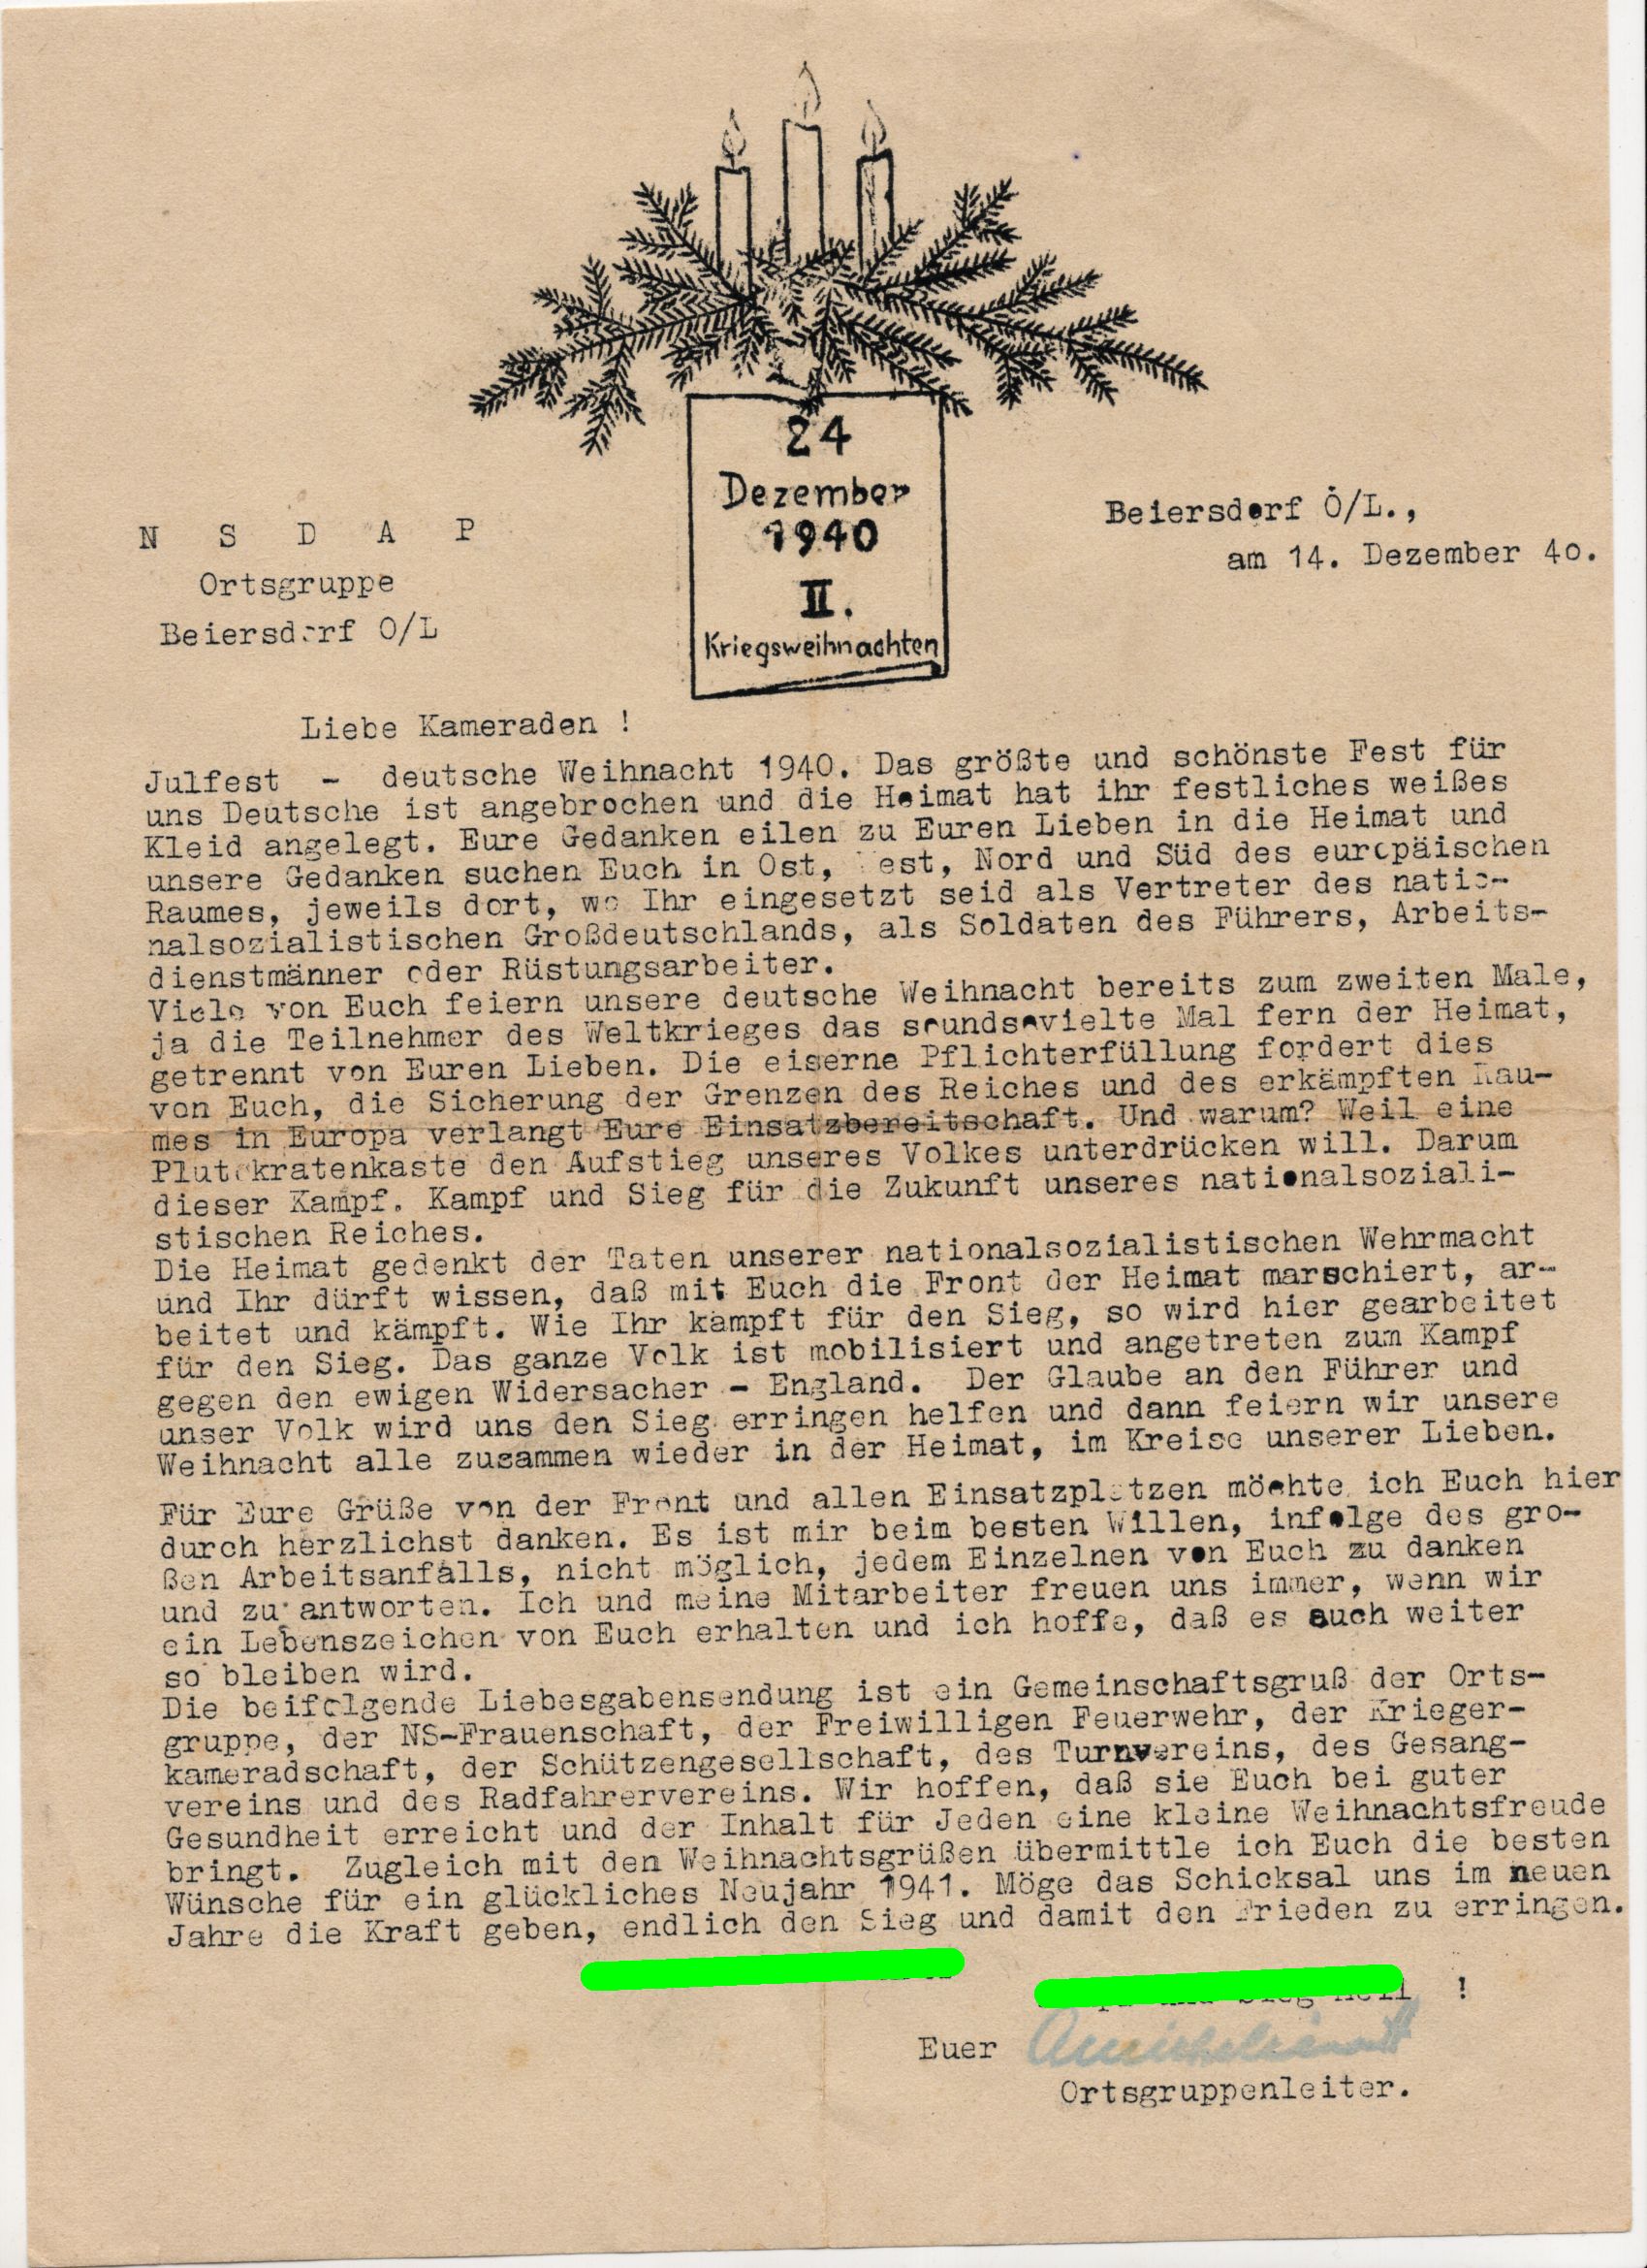 24
Dezember
1940
II.
Kriegsweihnachten
N S D A P
Ortsgruppe
Beiersdorf O/L
Beiersdorf O/L.,
am 14. Dezember 40.
Liebe Kameraden !
Julfest - deutsche Weihnacht 1940. Das größte und schönste Fest für
uns Deutsche ist angebrochen und die Heimat hat ihr festliches weißes
Kleid angelegt. Eure Gedanken eilen zu Euren Lieben in die Heimat und
unsere Gedanken suchen Euch in Ost, West, Nord und Süd des europäischen
Raumes, jeweils dort, wo Ihr eingesetzt seid als Vertreter des natio-
nalsozialistischen Großdeutschlands, als Soldaten des Führers, Arbeits-
dienstmänner oder Rüstungsarbeiter.
Viele von Euch feiern unsere deutsche Weihnacht bereits zum zweiten Male,
ja die Teilnehmer des Weltkrieges das soundsovielte Mal fern der Heimat,
getrennt von Euren Lieben. Die eiserne Pflichterfüllung fordert dies
von Euch, die Sicherung der Grenzen des Reiches und des erkämpften Rau-
mes in Europa verlangt Eure Einsatzbereitschaft. Und warum? Weil eine
Plutokratenkaste den Aufstieg unseres Volkes unterdrücken will. Darum
dieser Kampf. Kampf und Sieg für die Zukunft unseres nationalsoziali-
stischen Reiches.
Die Heimat gedenkt der Taten unserer nationalsozialistischen Wehrmacht
und Ihr dürft wissen, daß mit Euch die Front der Heimat marschiert, ar-
beitet und kämpft. Wie Ihr kämpft für den Sieg, so wird hier gearbeitet
für den Sieg. Das ganze Volk ist mobilisiert und angetreten zum Kampf
gegen den ewigen Widersacher - England. Der Glaube an den Führer und
unser Volk wird uns den Sieg erringen helfen und dann feiern wir unsere
Weihnacht alle zusammen wieder in der Heimat, im Kreise unserer Lieben.
Für Eure Grüße von der Front und allen Einsatzplätzen möchte ich Euch hier
durch herzlichst danken. Es ist mir beim besten Willen, infolge des gro-
ßen Arbeitsanfalls, nicht möglich, jedem Einzelnen von Euch zu danken
und zu antworten. Ich und meine Mitarbeiter freuen uns immer, wenn wir
ein Lebenszeichen von Euch erhalten und ich hoffe, daß es auch weiter
so bleiben wird.
Die beifolgende Liebesgabensendung ist ein Gemeinschaftsgruß der Orts-
gruppe, der NS-Frauenschaft, der Freiwilligen Feuerwehr, der Krieger-
kameradschaft, der Schützengesellschaft, des Turnvereins, des Gesang-
vereins und des Radfahrervereins. Wir hoffen, daß sie Euch bei guter
Gesundheit erreicht und der Inhalt für Jeden eine kleine Weihnachtsfreude
bringt. Zugleich mit den Weihnachtsgrüßen übermittle ich Euch die besten
Wünsche für ein glückliches Neujahr 1941. Möge das Schicksal uns im neuen
Jahre die Kraft geben, endlich den Sieg und damit den Frieden zu erringen.
!
Euer
Ortsgruppenleiter.